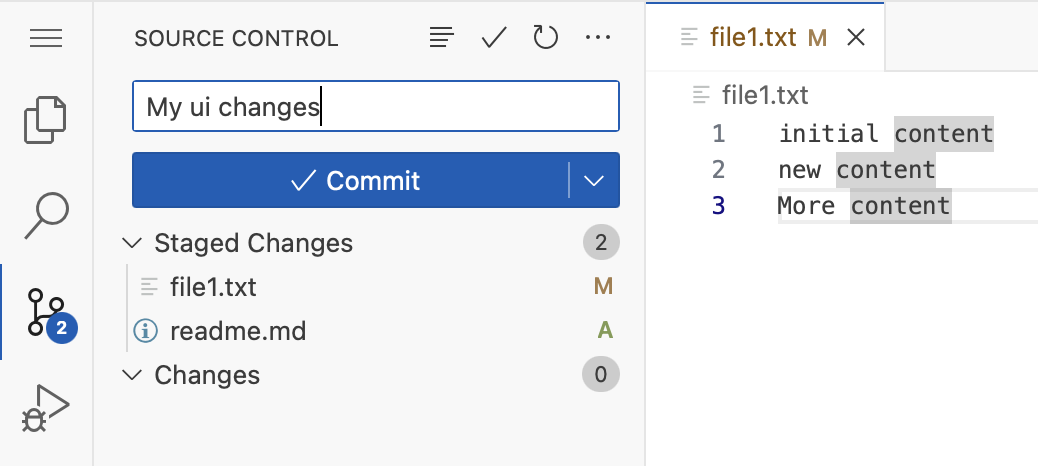 SOURCE CONTROL
My ui changes
Commit
Staged Changes 2
file1.txt M
readme.md A
Changes 0
2
file1.txt M
file1.txt
1 initial content
2 new content
3 More content